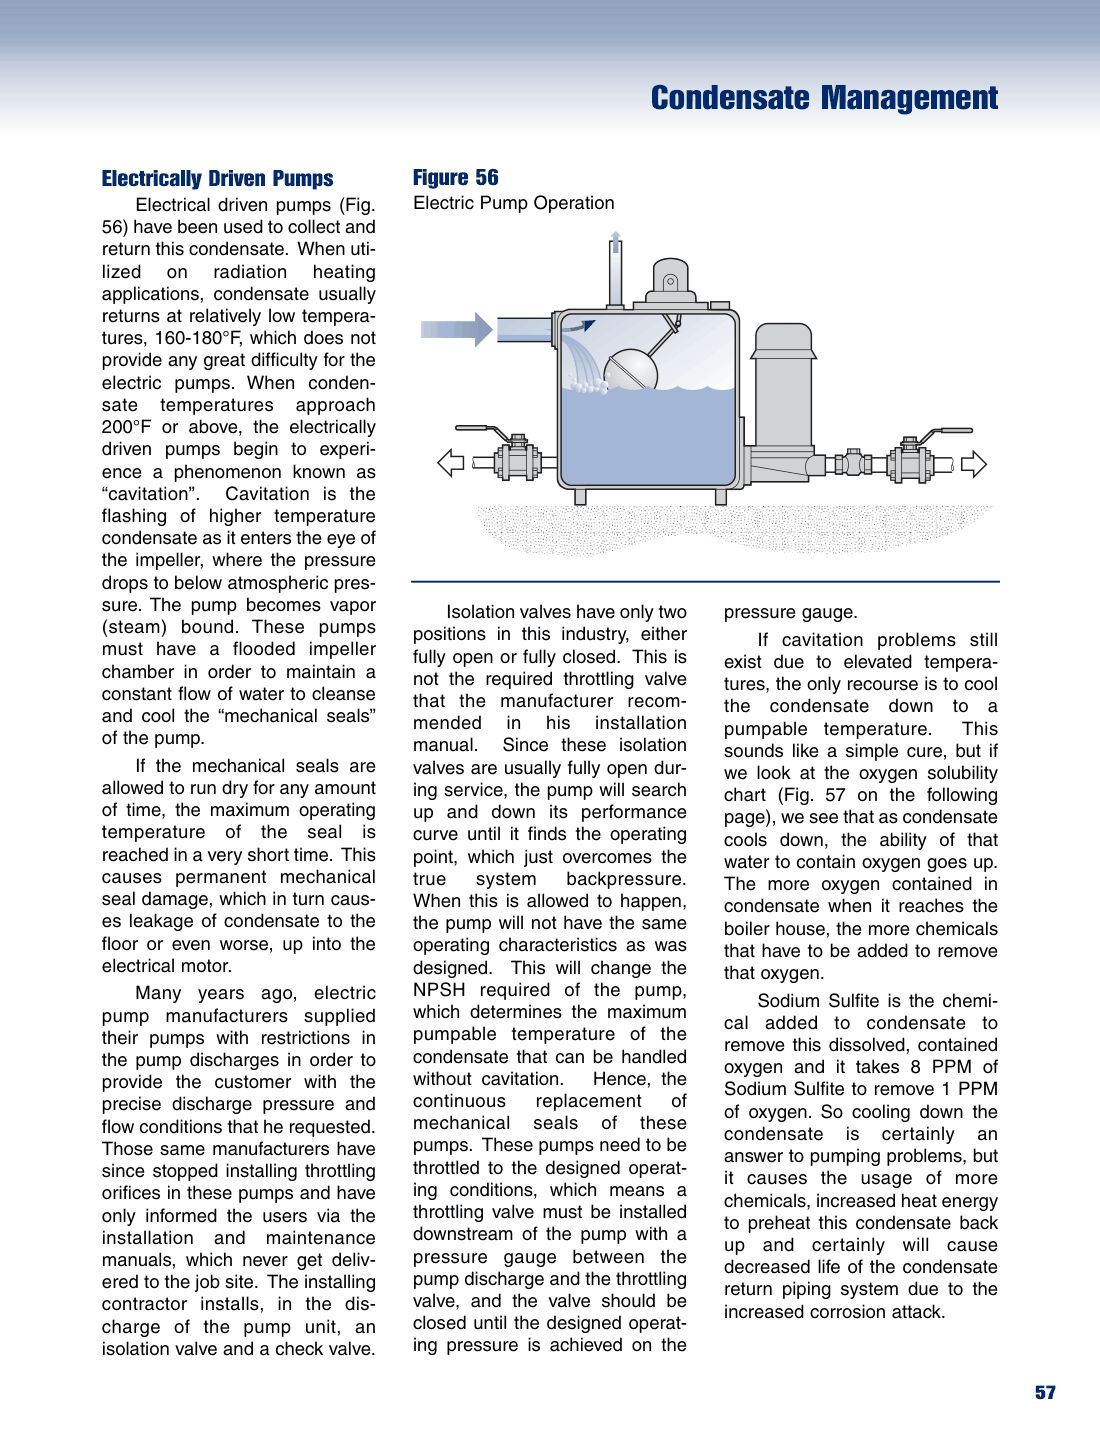 Condensate Management
Electrically Driven Pumps
Electrical driven pumps (Fig.
56) have been used to collect and
return this condensate. When uti-
lized on radiation heating
applications, condensate usually
returns at relatively low tempera-
tures, 160-180°F, which does not
provide any great difficulty for the
electric pumps. When conden-
sate temperatures approach
200°F or above, the electrically
driven pumps begin to experi-
ence a phenomenon known as
“cavitation”. Cavitation is the
flashing of higher temperature
condensate as it enters the eye of
the impeller, where the pressure
drops to below atmospheric pres-
sure. The pump becomes vapor
(steam) bound. These pumps
must have a flooded impeller
chamber in order to maintain a
constant flow of water to cleanse
and cool the “mechanical seals”
of the pump.
If the mechanical seals are
allowed to run dry for any amount
of time, the maximum operating
temperature of the seal is
reached in a very short time. This
causes permanent mechanical
seal damage, which in turn caus-
es leakage of condensate to the
floor or even worse, up into the
electrical motor.
Many years ago, electric
pump manufacturers supplied
their pumps with restrictions in
the pump discharges in order to
provide the customer with the
precise discharge pressure and
flow conditions that he requested.
Those same manufacturers have
since stopped installing throttling
orifices in these pumps and have
only informed the users via the
installation and maintenance
manuals, which never get deliv-
ered to the job site. The installing
contractor installs, in the dis-
charge of the pump unit, an
isolation valve and a check valve.
Figure 56
Electric Pump Operation
Isolation valves have only two
positions in this industry, either
fully open or fully closed. This is
not the required throttling valve
that the manufacturer recom-
mended in his installation
manual. Since these isolation
valves are usually fully open dur-
ing service, the pump will search
up and down its performance
curve until it finds the operating
point, which just overcomes the
true system backpressure.
When this is allowed to happen,
the pump will not have the same
operating characteristics as was
designed. This will change the
NPSH required of the pump,
which determines the maximum
pumpable temperature of the
condensate that can be handled
without cavitation. Hence, the
continuous replacement of
mechanical seals of these
pumps. These pumps need to be
throttled to the designed operat-
ing conditions, which means a
throttling valve must be installed
downstream of the pump with a
pressure gauge between the
pump discharge and the throttling
valve, and the valve should be
closed until the designed operat-
ing pressure is achieved on the
pressure gauge.
If cavitation problems still
exist due to elevated tempera-
tures, the only recourse is to cool
the condensate down to a
pumpable temperature. This
sounds like a simple cure, but if
we look at the oxygen solubility
chart (Fig. 57 on the following
page), we see that as condensate
cools down, the ability of that
water to contain oxygen goes up.
The more oxygen contained in
condensate when it reaches the
boiler house, the more chemicals
that have to be added to remove
that oxygen.
Sodium Sulfite is the chemi-
cal added to condensate to
remove this dissolved, contained
oxygen and it takes 8 PPM of
Sodium Sulfite to remove 1 PPM
of oxygen. So cooling down the
condensate is certainly an
answer to pumping problems, but
it causes the usage of more
chemicals, increased heat energy
to preheat this condensate back
up and certainly will cause
decreased life of the condensate
return piping system due to the
increased corrosion attack.
57